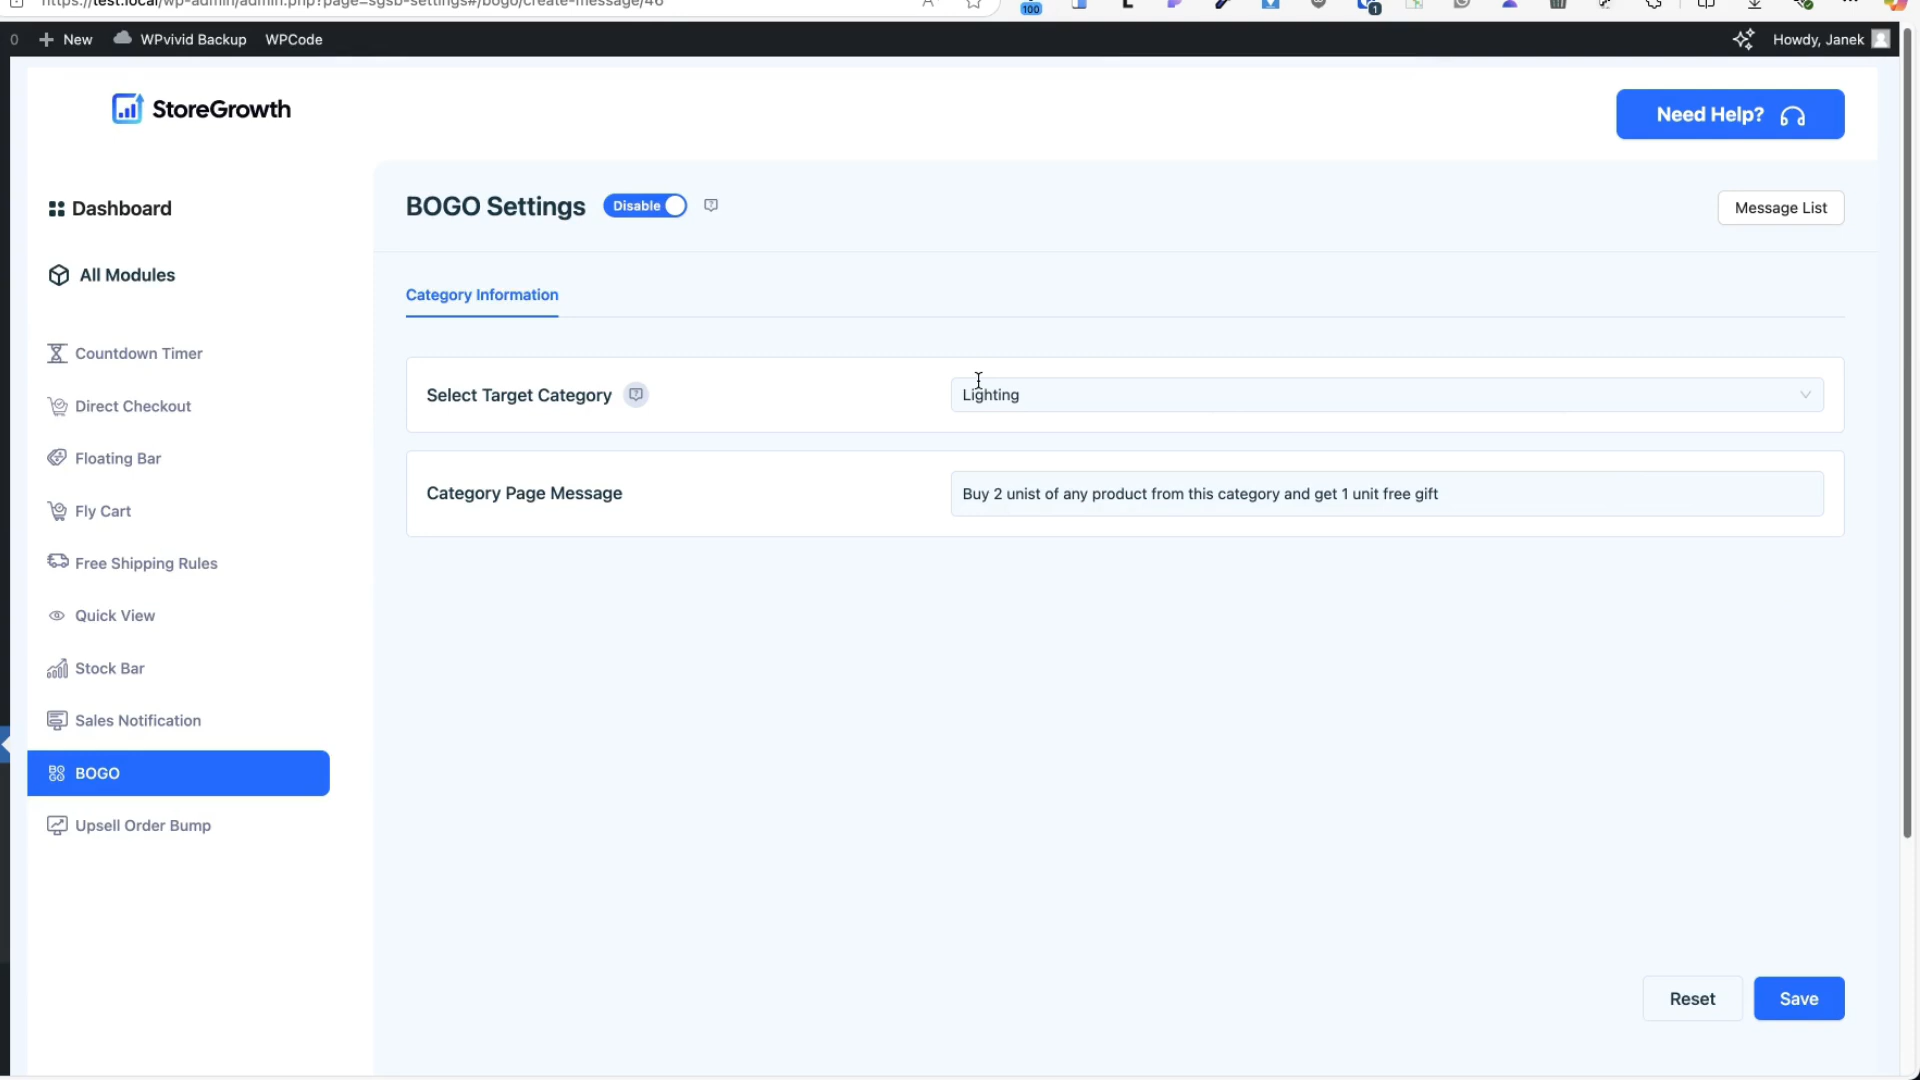 https://test.local/wp-admin/admin.php?page=sgsb-settings#/bogo/create-message/46
100
1
0
New
WPvivid Backup
WPCode
Howdy, Janek
StoreGrowth
Need Help?
Dashboard
BOGO Settings
Disable
Message List
All Modules
Category Information
Countdown Timer
Select Target Category
Lighting
Direct Checkout
Floating Bar
Category Page Message
Buy 2 unist of any product from this category and get 1 unit free gift
Fly Cart
Free Shipping Rules
Quick View
Stock Bar
Sales Notification
BOGO
Upsell Order Bump
Reset
Save